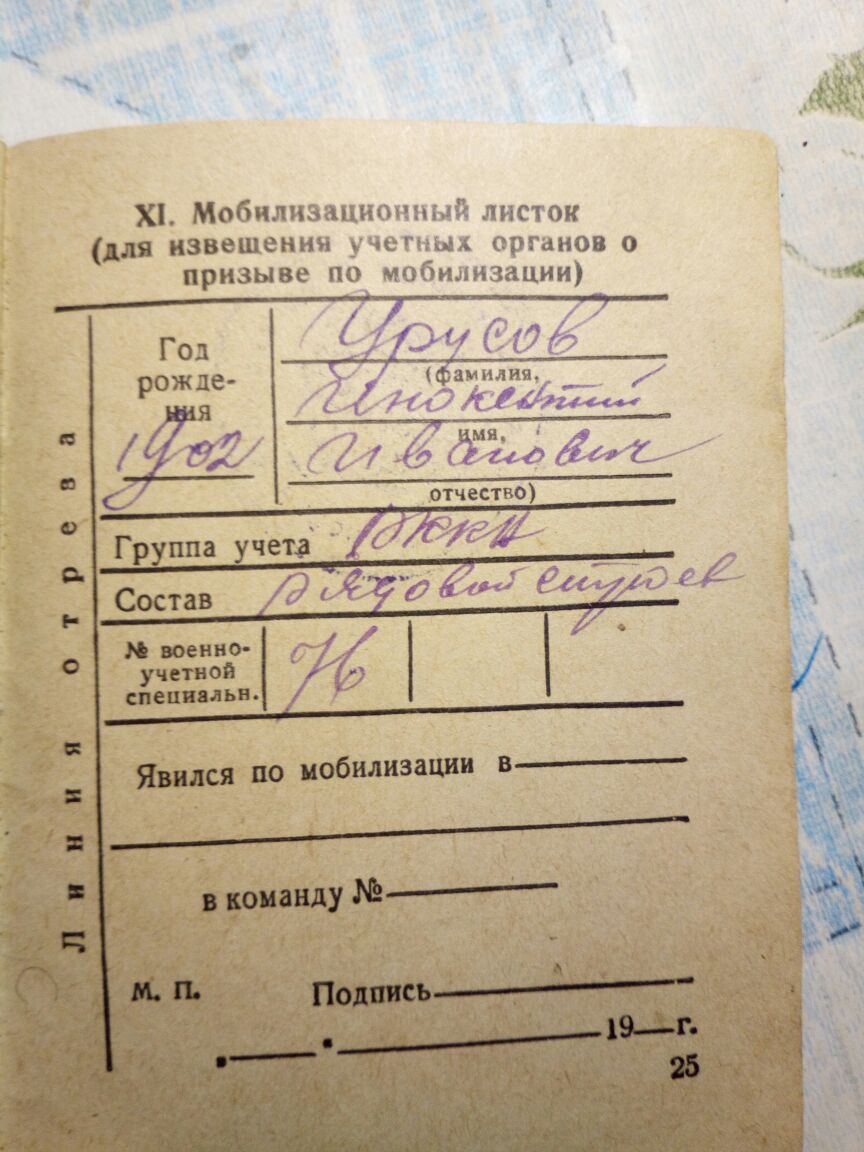 XI. Мобилизационный листок
(для извещения учетных органов о
призыве по мобилизации)
Год
рожде-
ния
1902
Урусов
(фамилия,
Инокентий
имя,
Иванович
отчество)
Группа учета РККА
Состав Рядовой
№ военно-
учетной
специальн.
76
Явился по мобилизации в
в команду №
М. П. Подпись
19 г.
25
Линия отреза